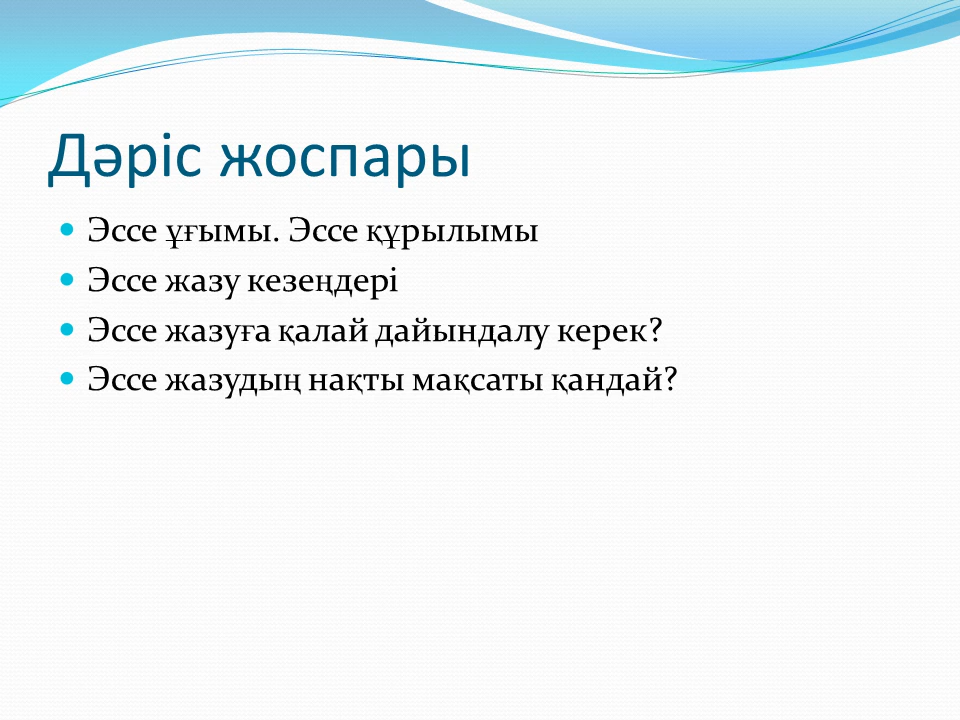 Дәріс жоспары
Эссе ұғымы. Эссе құрылымы
Эссе жазу кезеңдері
Эссе жазуға қалай дайындалу керек?
Эссе жазудың нақты мақсаты қандай?